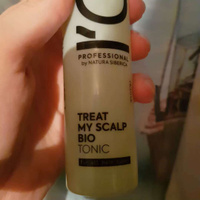 I'C
PROFESSIONAL
by NATURA SIBERICA
TREAT
MY SCALP
BIO
TONIC